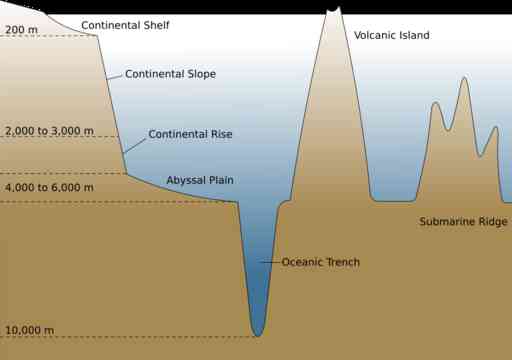 Continental Shelf
200 m
Volcanic Island
Continental Slope
2,000 to 3,000 m
Continental Rise
Abyssal Plain
4,000 to 6,000 m
Submarine Ridge
Oceanic Trench
10,000 m